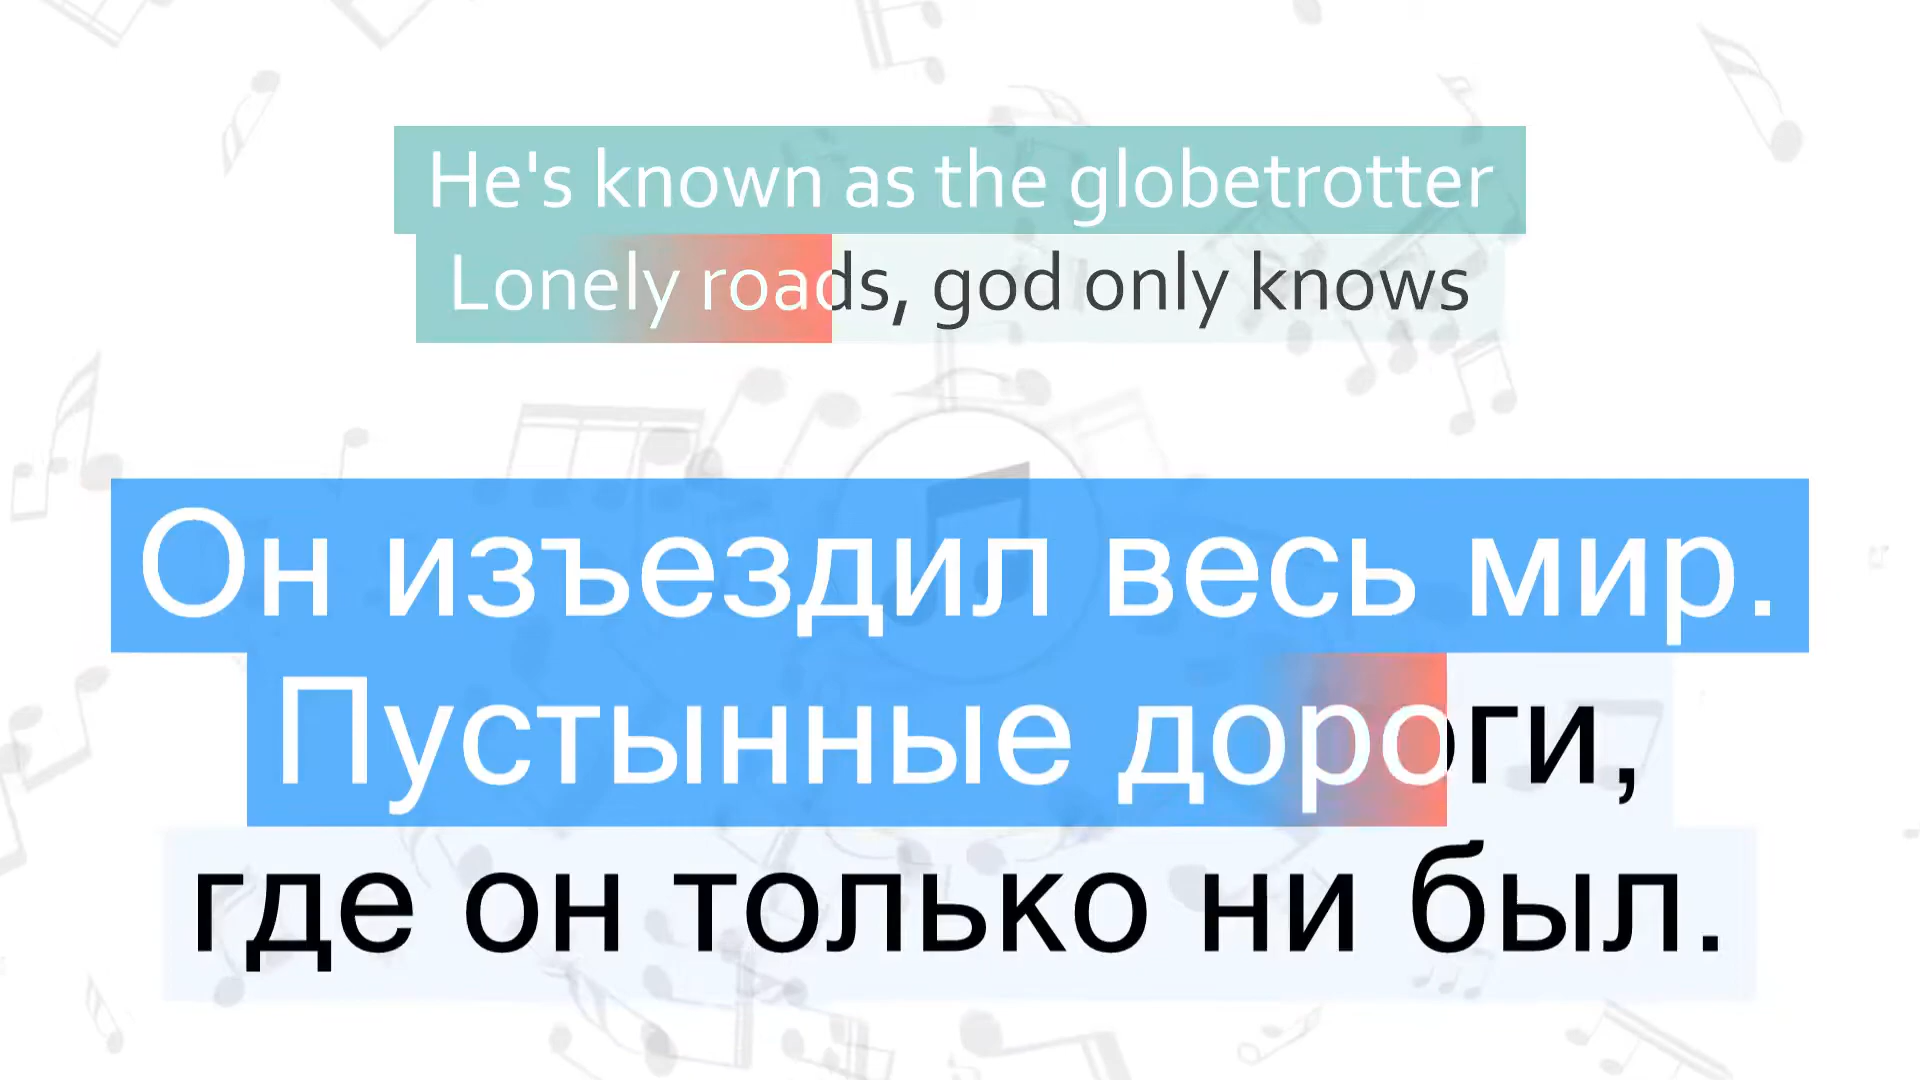 He's known as the globetrotter
Lonely roads, god only knows
Он изъездил весь мир.
Пустынные дороги,
где он только ни был.